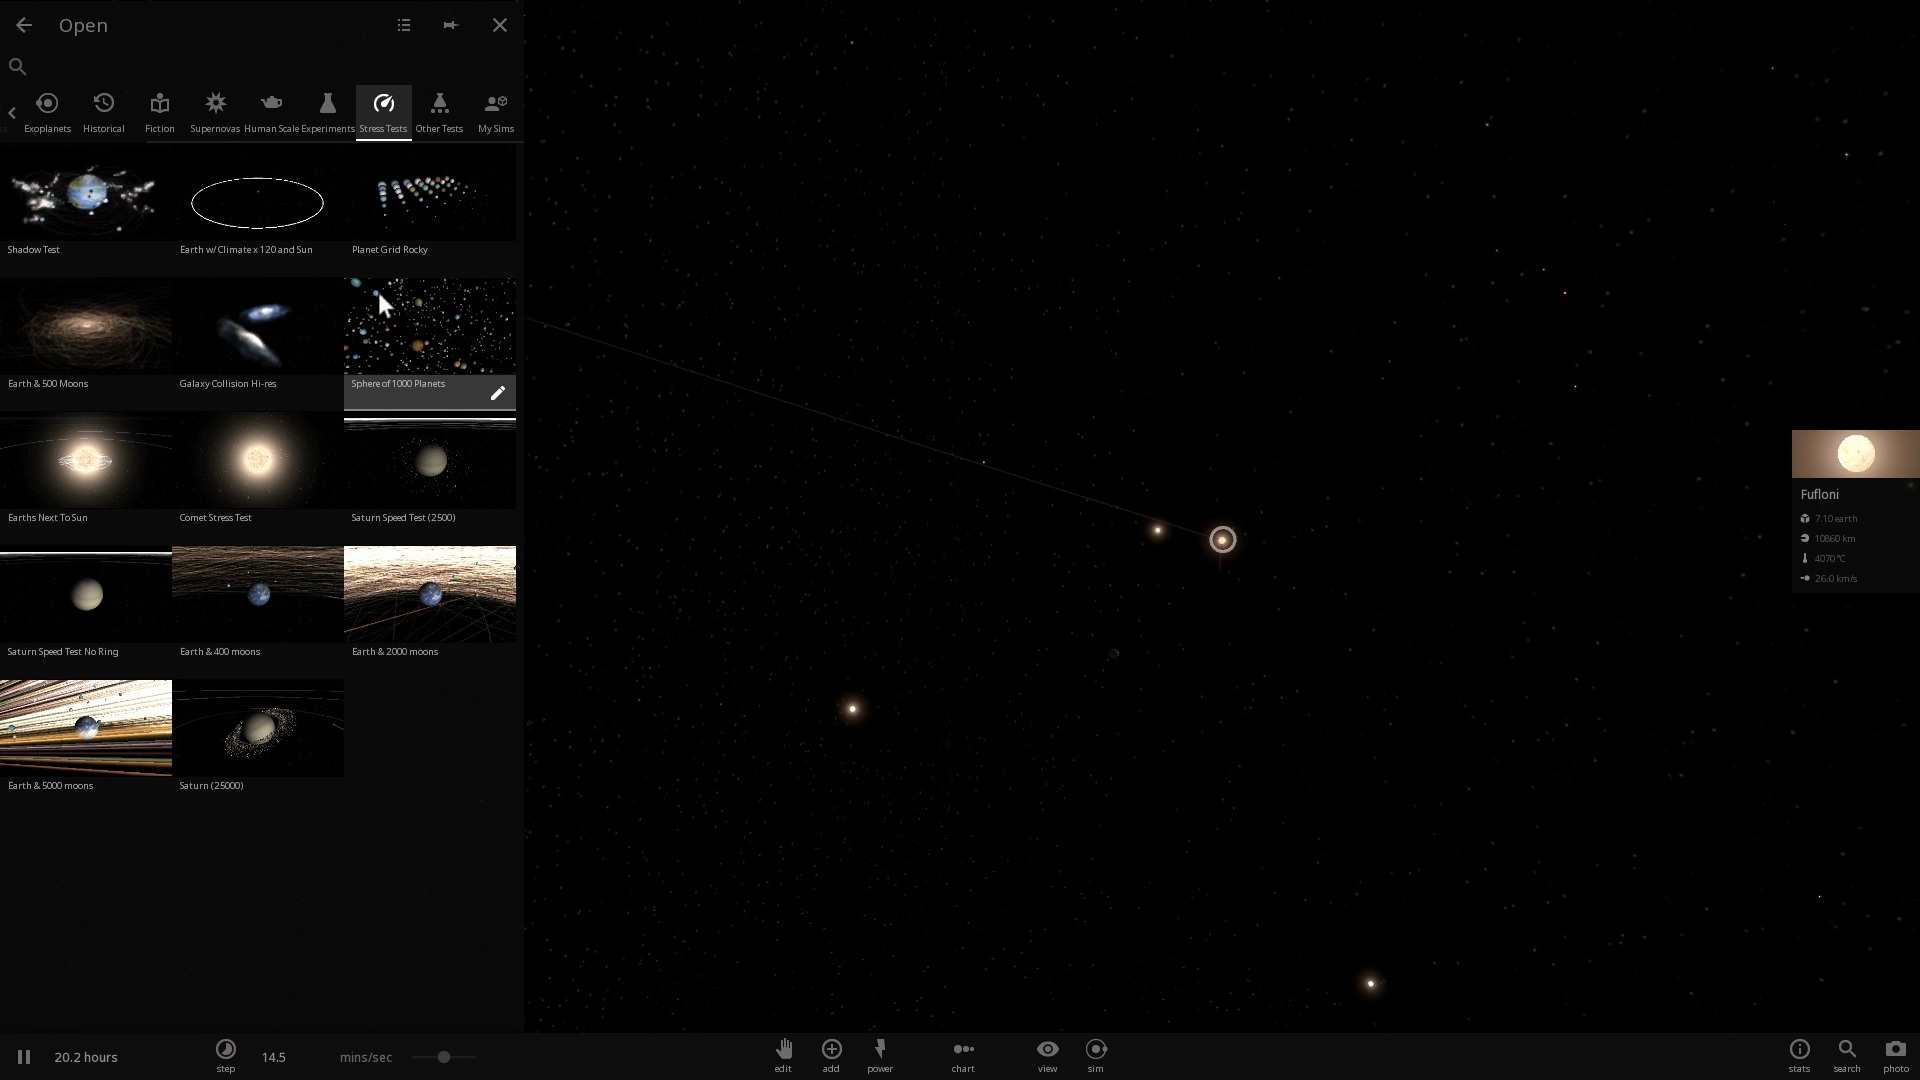 Open
Exoplanets
Historical
Fiction
Supernovas
Human Scale
Experiments
Stress Tests
Other Tests
My Sims
Shadow Test
Earth w/ Climate x 120 and Sun
Planet Grid Rocky
Earth & 500 Moons
Galaxy Collision Hi-res
Sphere of 1000 Planets
Earths Next To Sun
Comet Stress Test
Saturn Speed Test (2500)
Saturn Speed Test No Ring
Earth & 400 moons
Earth & 2000 moons
Earth & 5000 moons
Saturn (25000)
Fufloni
7.10 earth
10860 km
4070 °C
26.0 km/s
20.2 hours
step
14.5
mins/sec
edit
add
power
chart
view
sim
stats
search
photo